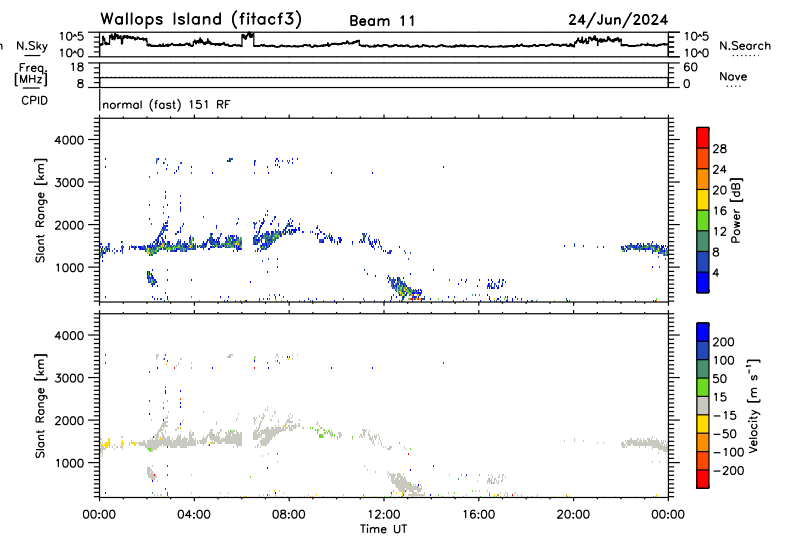 Wallops Island (fitacf3) Beam 11 24/Jun/2024
n N.Sky 10^5 10^5 N.Search
10^0 10^0
Freq. 18 60 Nave
[MHz] 8 0
CPID normal (fast) 151 RF
4000
3000
2000
1000
Slant Range [km]
28
24
20
16
12
8
4
Power [dB]
4000
3000
2000
1000
Slant Range [km]
200
100
50
15
-15
-50
-100
-200
Velocity [m s^-1]
00:00 04:00 08:00 12:00 16:00 20:00 00:00
Time UT